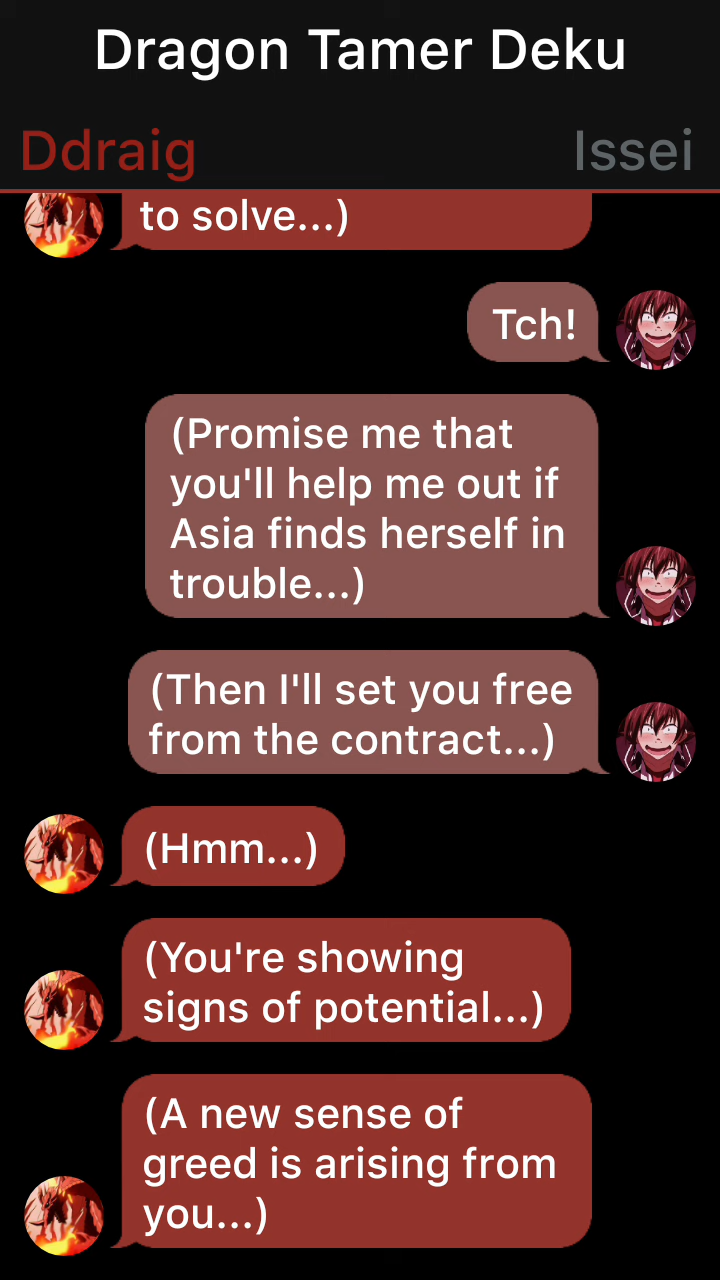 Dragon Tamer Deku
Ddraig
Issei
to solve...)
Tch!
(Promise me that
you'll help me out if
Asia finds herself in
trouble...)
(Then I'll set you free
from the contract...)
(Hmm...)
(You're showing
signs of potential...)
(A new sense of
greed is arising from
you...)